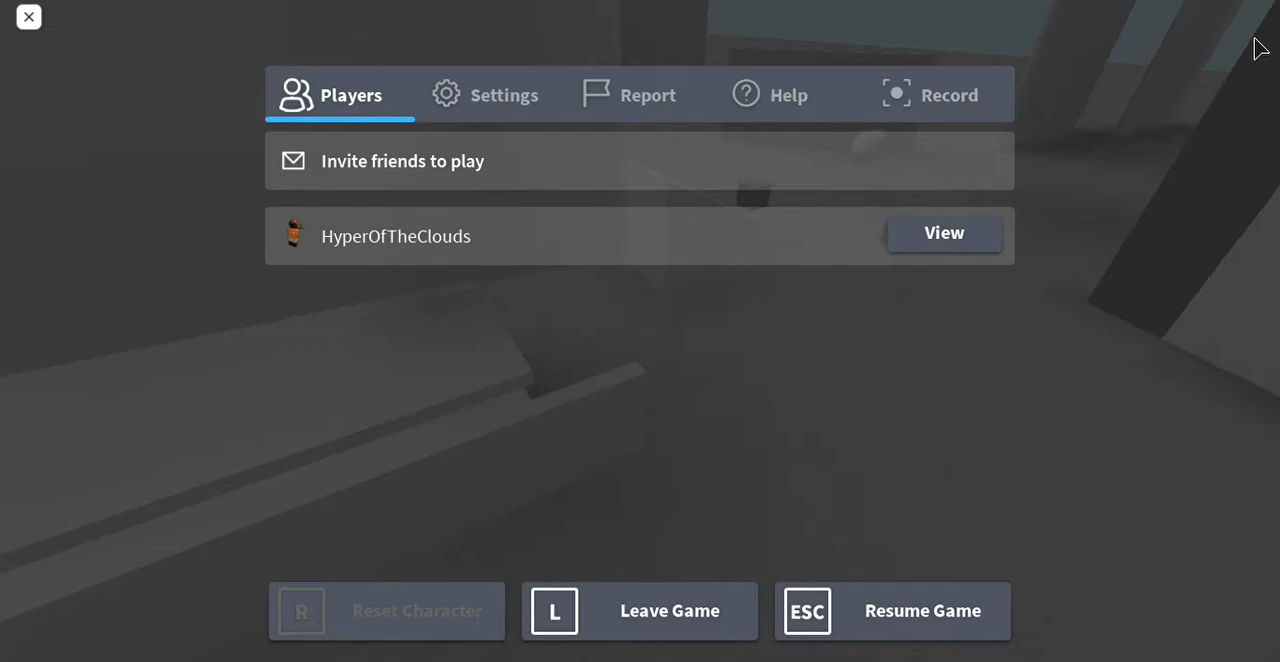 Players
Settings
Report
Help
Record
Invite friends to play
HyperOfTheClouds
View
R
Reset Character
L
Leave Game
ESC
Resume Game